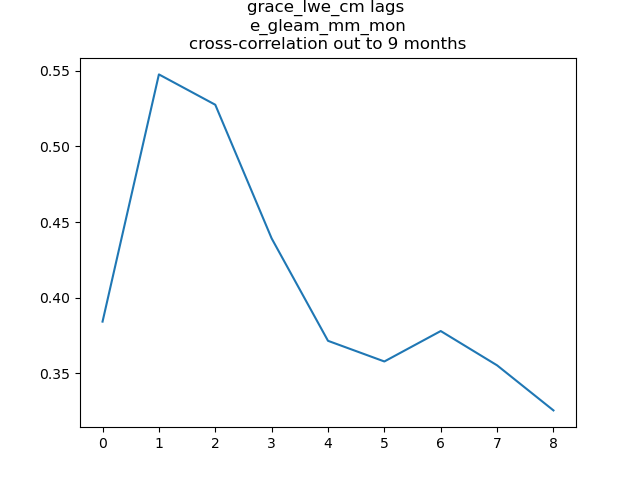 grace_lwe_cm lags
e_gleam_mm_mon
cross-correlation out to 9 months
0.55
0.50
0.45
0.40
0.35
0 1 2 3 4 5 6 7 8